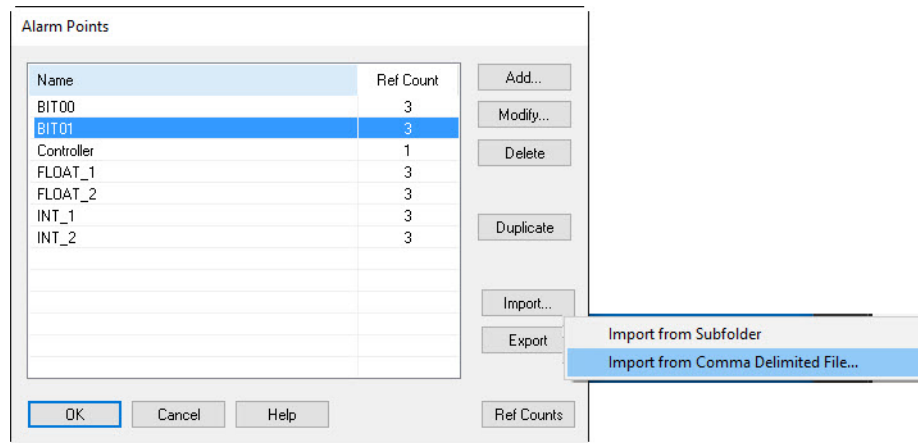 Alarm Points
Name Ref Count
BIT00 3
BIT01 3
Controller 1
FLOAT_1 3
FLOAT_2 3
INT_1 3
INT_2 3
Add...
Modify...
Delete
Duplicate
Import...
Export
Import from Subfolder
Import from Comma Delimited File...
OK Cancel Help Ref Counts